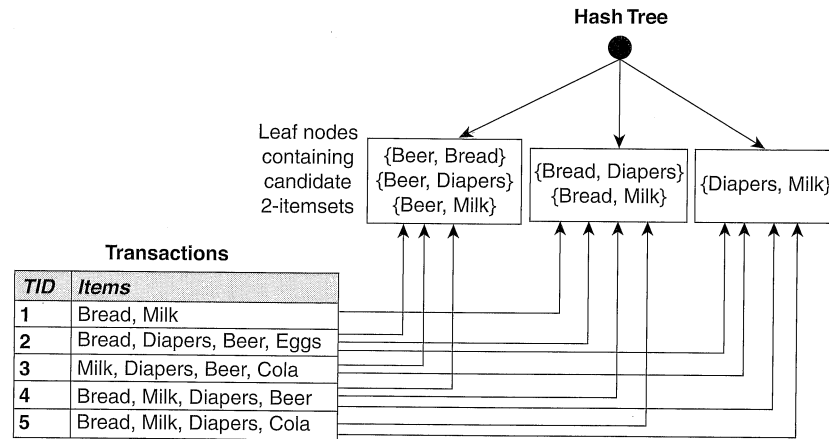 Hash Tree
Leaf nodes
containing
candidate
2-itemsets
{Beer, Bread}
{Beer, Diapers}
{Beer, Milk}
{Bread, Diapers}
{Bread, Milk}
{Diapers, Milk}
Transactions
TID Items
1 Bread, Milk
2 Bread, Diapers, Beer, Eggs
3 Milk, Diapers, Beer, Cola
4 Bread, Milk, Diapers, Beer
5 Bread, Milk, Diapers, Cola